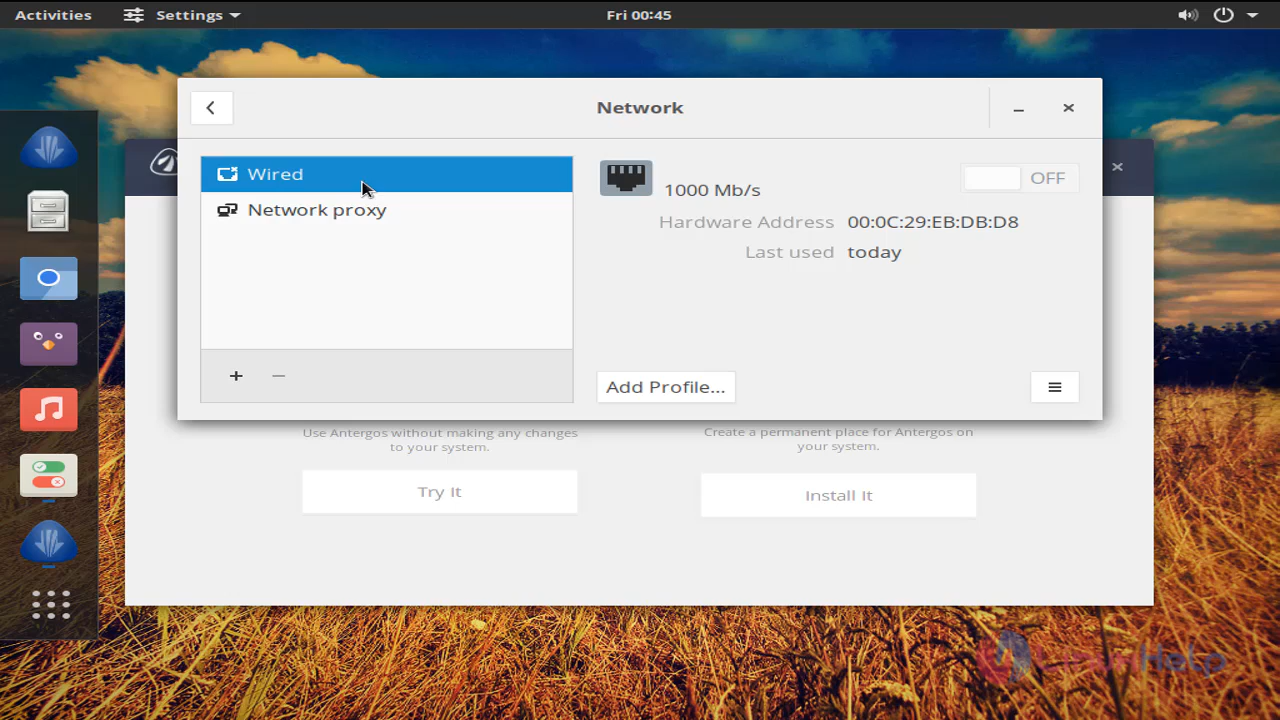 Activities
Settings
Fri 00:45
Network
Wired
Network proxy
1000 Mb/s
OFF
Hardware Address 00:0C:29:EB:DB:D8
Last used today
+ −
Add Profile...
Use Antergos without making any changes
to your system.
Create a permanent place for Antergos on
your system.
Try It
Install It